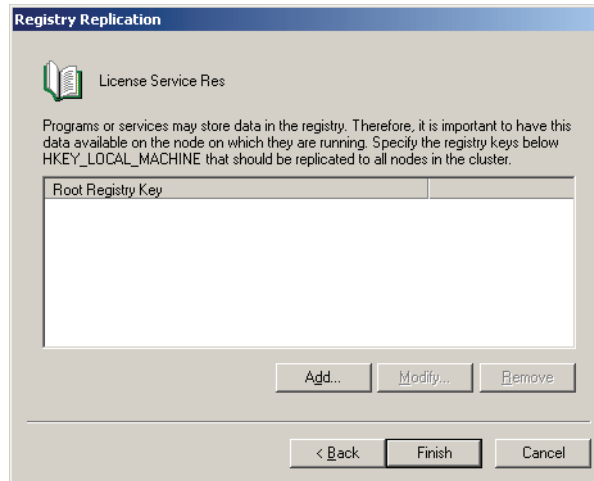 Registry Replication
License Service Res
Programs or services may store data in the registry. Therefore, it is important to have this
data available on the node on which they are running. Specify the registry keys below
HKEY_LOCAL_MACHINE that should be replicated to all nodes in the cluster.
Root Registry Key
Add... Modify... Remove
< Back Finish Cancel